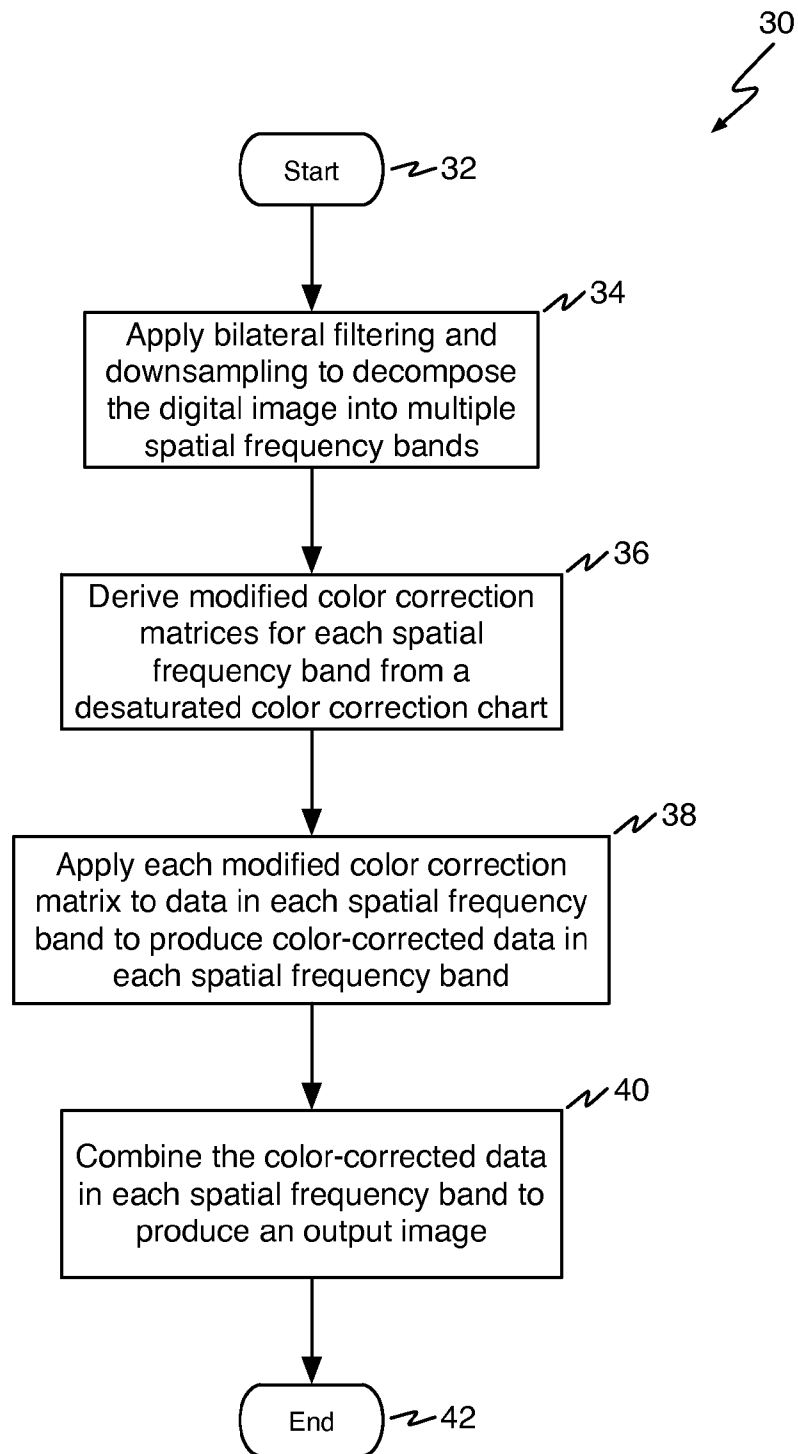 30
Start
32
34
Apply bilateral filtering and
downsampling to decompose
the digital image into multiple
spatial frequency bands
36
Derive modified color correction
matrices for each spatial
frequency band from a
desaturated color correction chart
38
Apply each modified color correction
matrix to data in each spatial frequency
band to produce color-corrected data in
each spatial frequency band
40
Combine the color-corrected data
in each spatial frequency band to
produce an output image
End
42